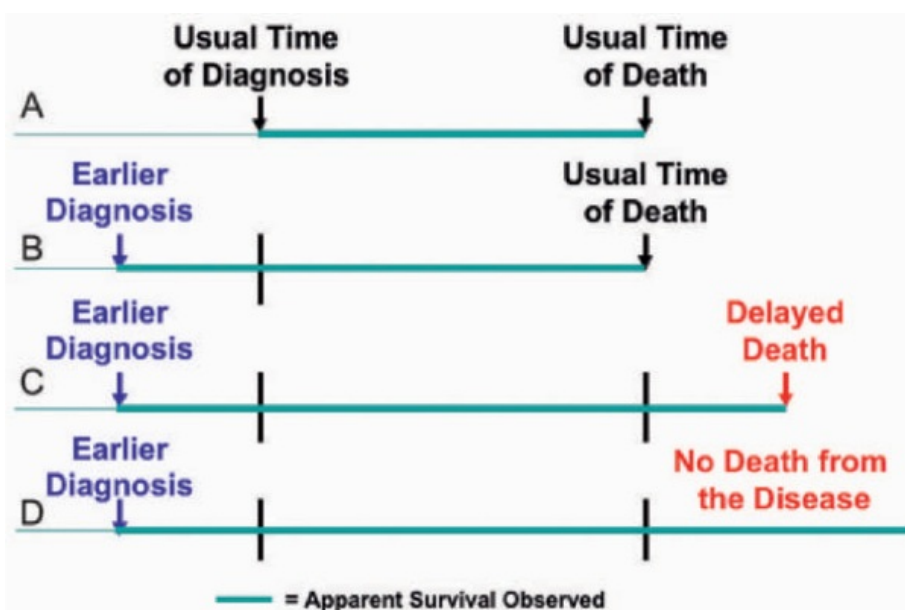 Usual Time
of Diagnosis
Usual Time
of Death
A
Earlier
Diagnosis
Usual Time
of Death
B
Earlier
Diagnosis
Delayed
Death
C
Earlier
Diagnosis
No Death from
the Disease
D
= Apparent Survival Observed